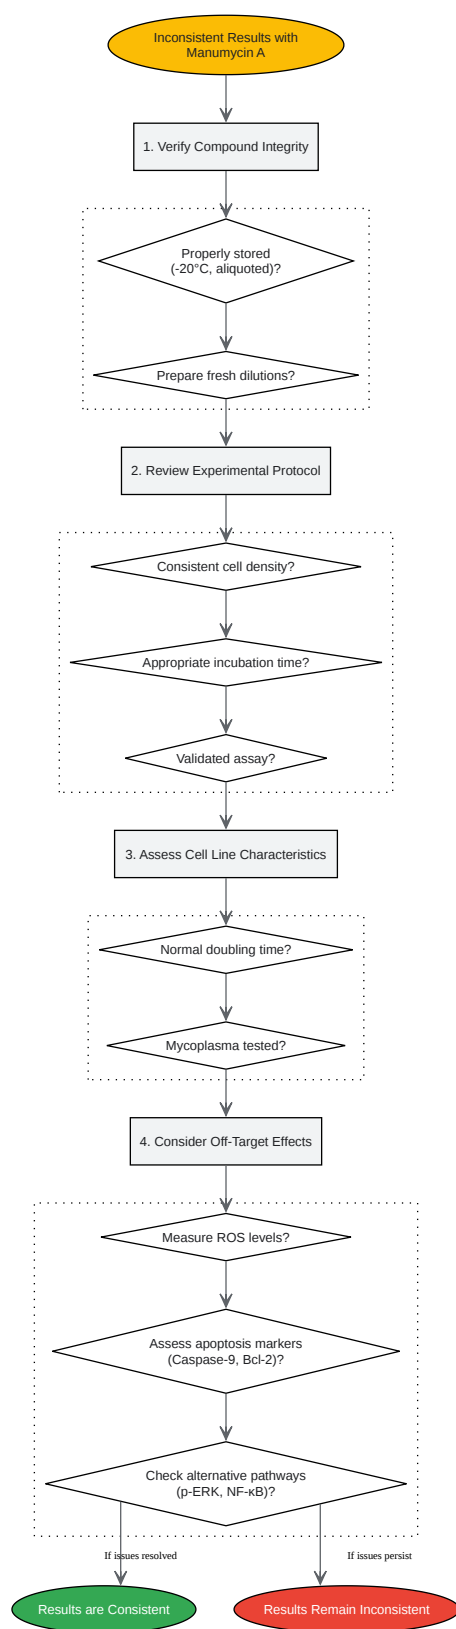 Inconsistent Results with
Manumycin A
1. Verify Compound Integrity
Properly stored
(-20°C, aliquoted)?
Prepare fresh dilutions?
2. Review Experimental Protocol
Consistent cell density?
Appropriate incubation time?
Validated assay?
3. Assess Cell Line Characteristics
Normal doubling time?
Mycoplasma tested?
4. Consider Off-Target Effects
Measure ROS levels?
Assess apoptosis markers
(Caspase-9, Bcl-2)?
Check alternative pathways
(p-ERK, NF-κB)?
If issues resolved
If issues persist
Results are Consistent
Results Remain Inconsistent